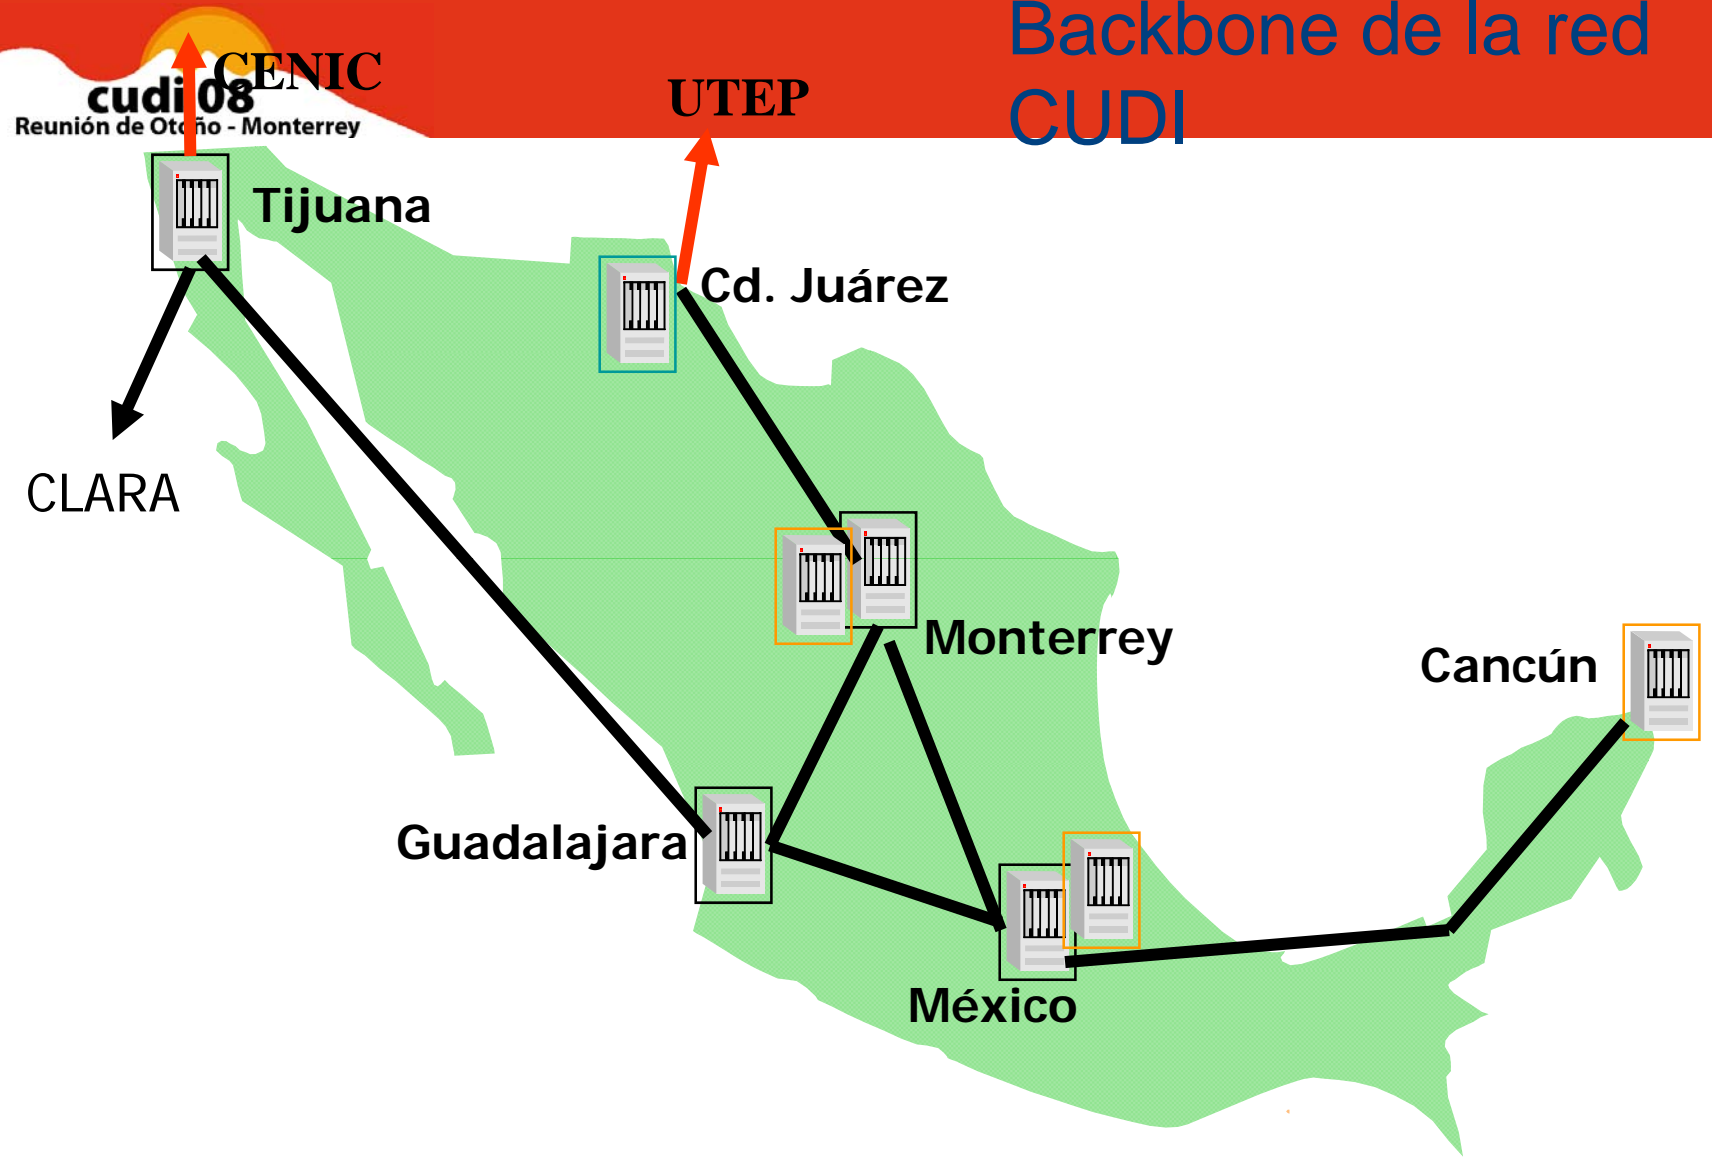 Backbone de la red
CUDI
CENIC
cudi 08
Reunión de Otoño - Monterrey
UTEP
Tijuana
Cd. Juárez
CLARA
Monterrey
Cancún
Guadalajara
México